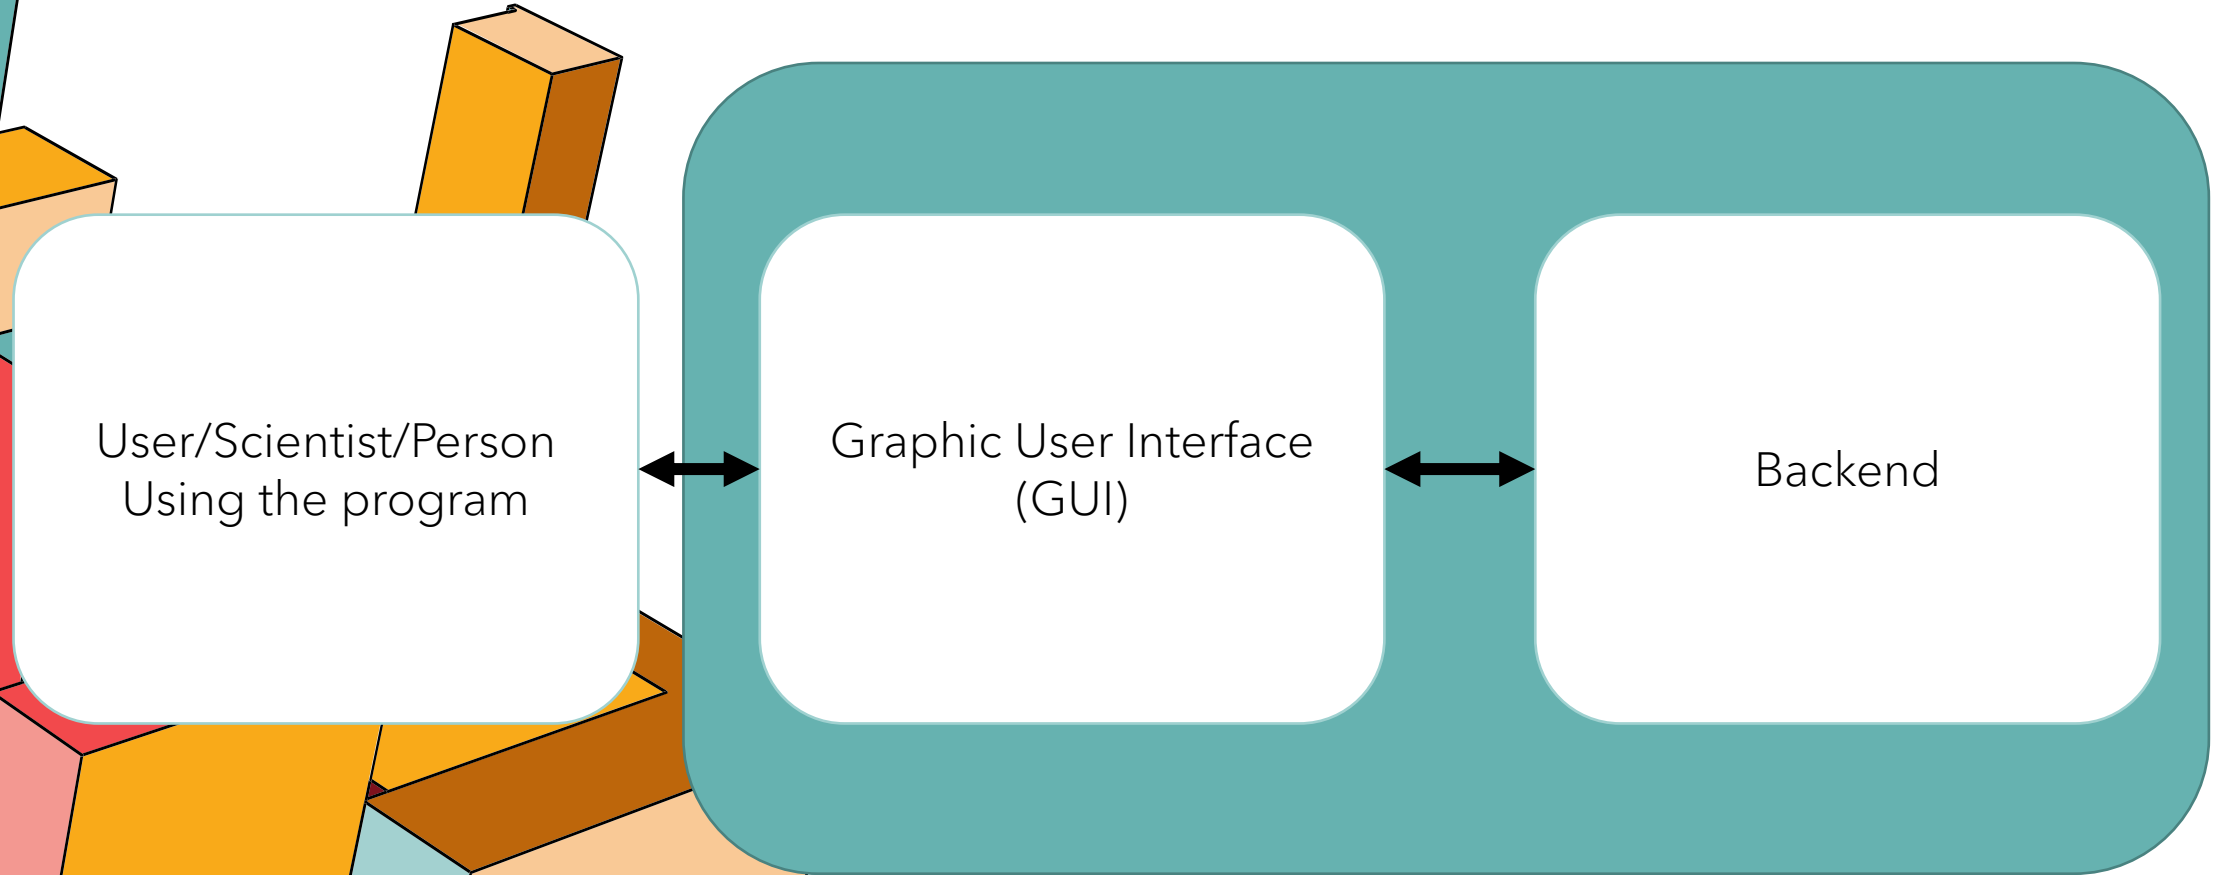 User/Scientist/Person
Using the program
Graphic User Interface
(GUI)
Backend